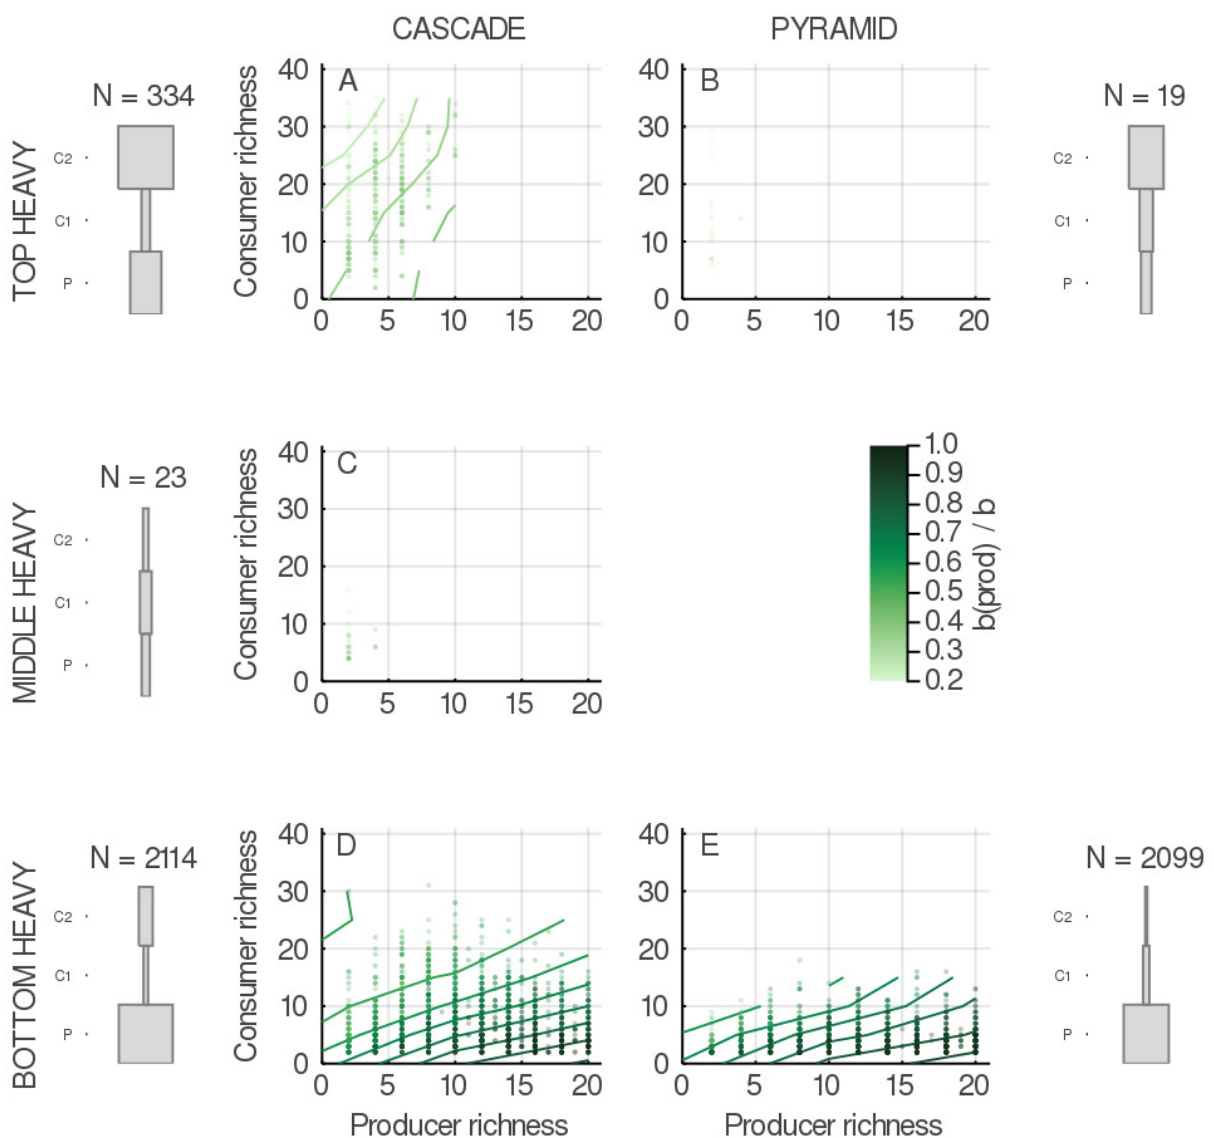 CASCADE
PYRAMID
TOP HEAVY
N = 334
C2
C1
P
Consumer richness
40
30
20
10
0
A
0 5 10 15 20
40
30
20
10
0
B
0 5 10 15 20
N = 19
C2
C1
P
MIDDLE HEAVY
N = 23
C2
C1
P
Consumer richness
40
30
20
10
0
C
0 5 10 15 20
1.0
0.9
0.8
0.7
0.6
0.5
0.4
0.3
0.2
b(prod) / b
BOTTOM HEAVY
N = 2114
C2
C1
P
Consumer richness
40
30
20
10
0
D
0 5 10 15 20
Producer richness
40
30
20
10
0
E
0 5 10 15 20
Producer richness
N = 2099
C2
C1
P